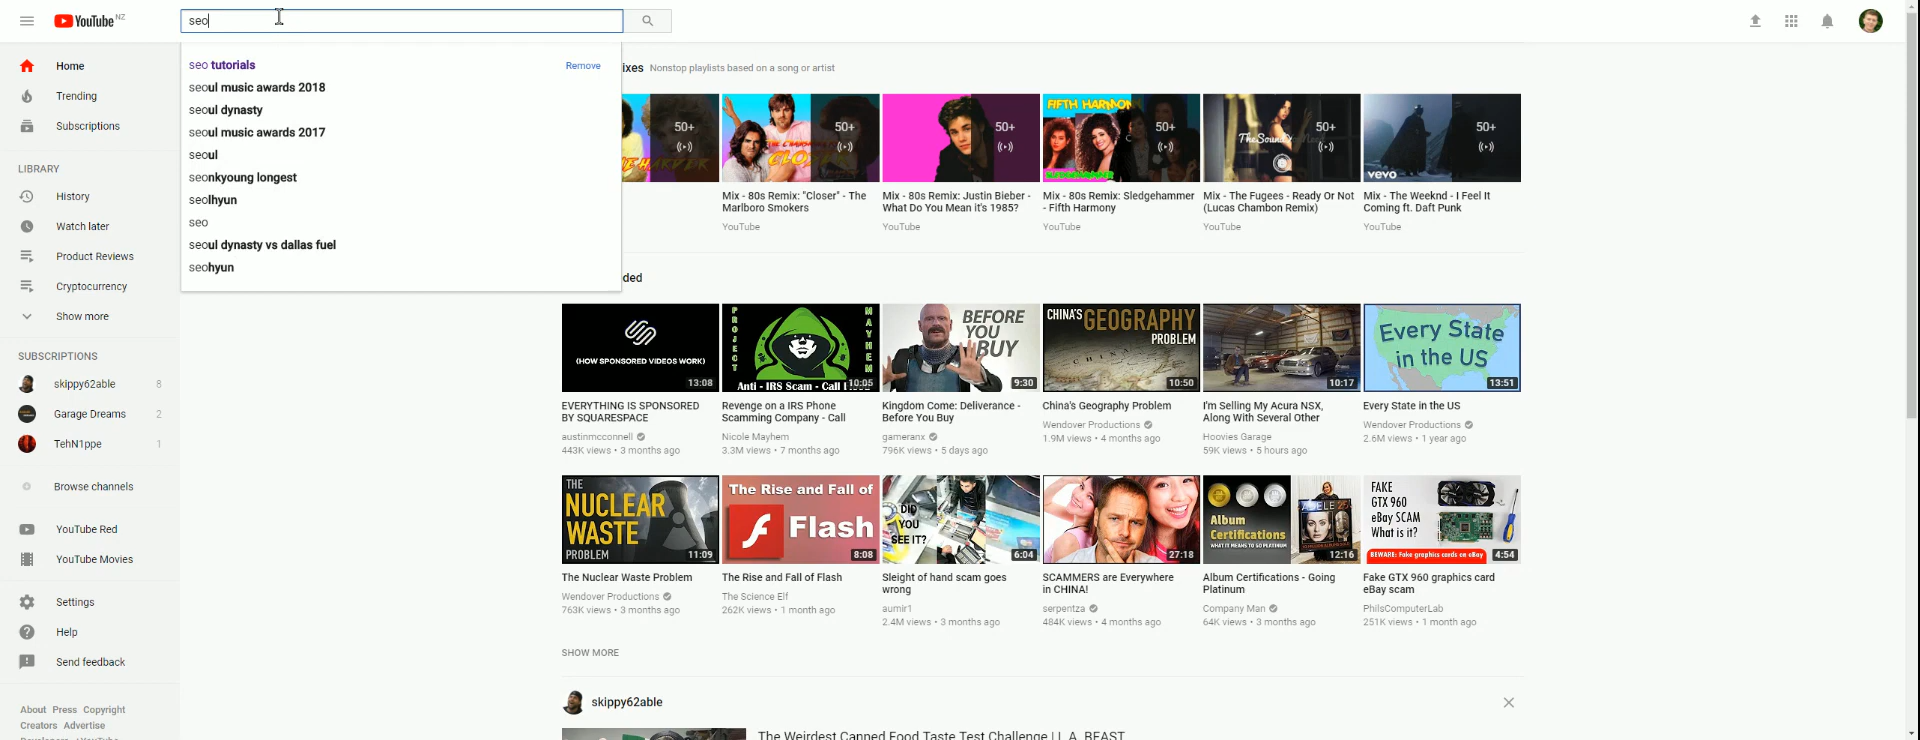 YouTube NZ
seo
Home
Trending
Subscriptions
LIBRARY
History
Watch later
Product Reviews
Cryptocurrency
Show more
SUBSCRIPTIONS
skippy62able 8
Garage Dreams 2
TehN1ppe 1
Browse channels
YouTube Red
YouTube Movies
Settings
Help
Send feedback
About Press Copyright
Creators Advertise
seo tutorials Remove
seoul music awards 2018
seoul dynasty
seoul music awards 2017
seoul
seonkyoung longest
seolhyun
seo
seoul dynasty vs dallas fuel
seohyun
ixes Nonstop playlists based on a song or artist
50+
50+
50+
FIFTH HARMONY
50+
The Sound
50+
vevo
50+
Mix - 80s Remix: "Closer" - The
Marlboro Smokers
YouTube
Mix - 80s Remix: Justin Bieber -
What Do You Mean it's 1985?
YouTube
Mix - 80s Remix: Sledgehammer
- Fifth Harmony
YouTube
Mix - The Fugees - Ready Or Not
(Lucas Chambon Remix)
YouTube
Mix - The Weeknd - I Feel It
Coming ft. Daft Punk
YouTube
ded
(HOW SPONSORED VIDEOS WORK)
13:08
EVERYTHING IS SPONSORED
BY SQUARESPACE
austinmcconnell
443K views • 3 months ago
PROJECT
MAYHEM
Anti - IRS Scam - Call
10:05
Revenge on a IRS Phone
Scamming Company - Call
Nicole Mayhem
3.3M views • 7 months ago
BEFORE
YOU
BUY
9:30
Kingdom Come: Deliverance -
Before You Buy
gameranx
796K views • 5 days ago
CHINA'S GEOGRAPHY
PROBLEM
10:50
China's Geography Problem
Wendover Productions
1.9M views • 4 months ago
10:17
I'm Selling My Acura NSX,
Along With Several Other
Hoovies Garage
59K views • 5 hours ago
Every State
in the US
13:51
Every State in the US
Wendover Productions
2.6M views • 1 year ago
THE
NUCLEAR
WASTE
PROBLEM
11:09
The Nuclear Waste Problem
Wendover Productions
763K views • 3 months ago
The Rise and Fall of
Flash
8:08
The Rise and Fall of Flash
The Science Elf
262K views • 1 month ago
DID
YOU
SEE IT?
6:04
Sleight of hand scam goes
wrong
aumir1
2.4M views • 3 months ago
27:18
SCAMMERS are Everywhere
in CHINA!
serpentza
484K views • 4 months ago
Album
Certifications
WHAT IT MEANS TO GO PLATINUM
ADELE
12:16
Album Certifications - Going
Platinum
Company Man
64K views • 3 months ago
FAKE
GTX 960
eBay SCAM
What is it?
BEWARE: Fake graphics cards on eBay
4:54
Fake GTX 960 graphics card
eBay scam
PhilsComputerLab
251K views • 1 month ago
SHOW MORE
skippy62able
The Weirdest Canned Food Taste Test Challenge | L.A. BEAST